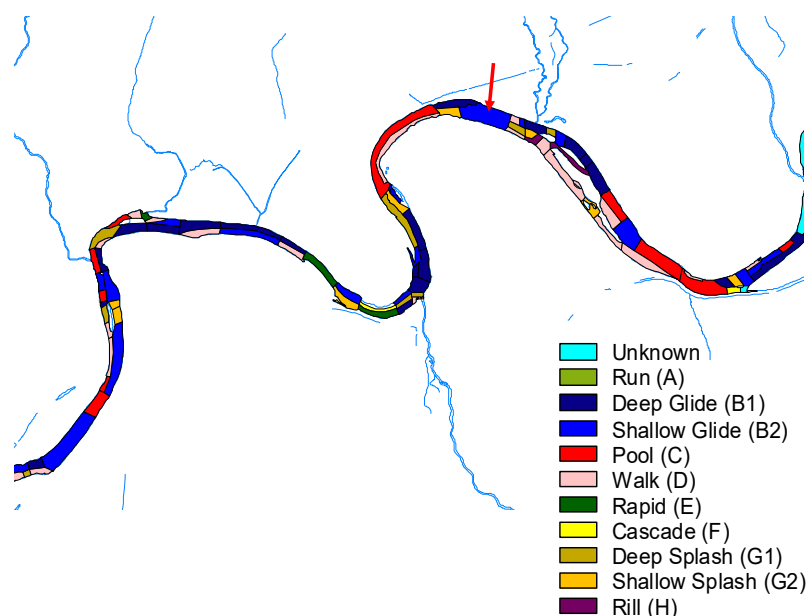 Unknown
Run (A)
Deep Glide (B1)
Shallow Glide (B2)
Pool (C)
Walk (D)
Rapid (E)
Cascade (F)
Deep Splash (G1)
Shallow Splash (G2)
Rill (H)